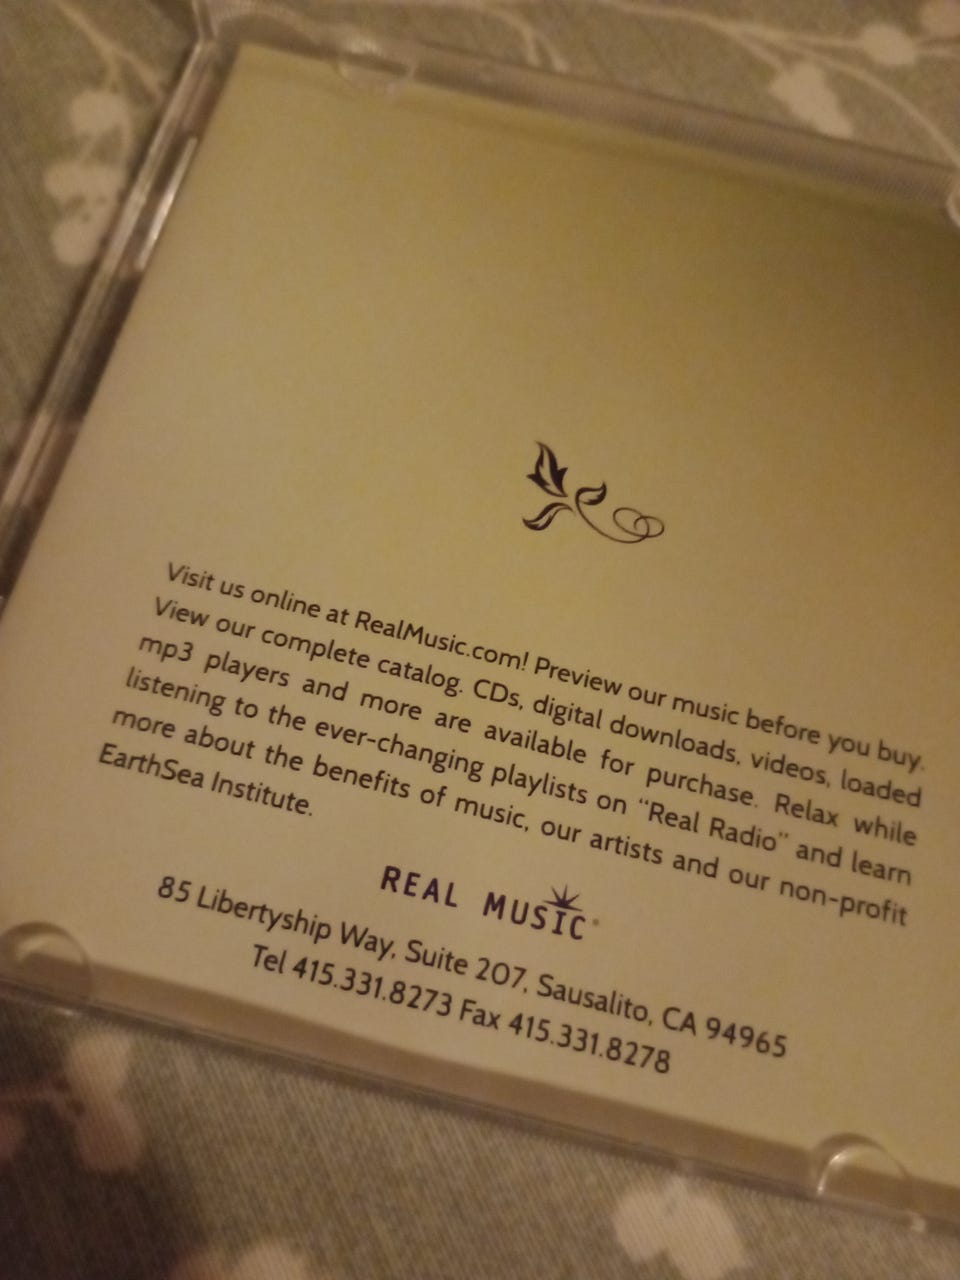 Visit us online at RealMusic.com! Preview our music before you buy.
View our complete catalog. CDs, digital downloads, videos, loaded
mp3 players and more are available for purchase. Relax while
listening to the ever-changing playlists on “Real Radio” and learn
more about the benefits of music, our artists and our non-profit
EarthSea Institute.
REAL MUSIC®
85 Libertyship Way, Suite 207, Sausalito, CA 94965
Tel 415.331.8273 Fax 415.331.8278